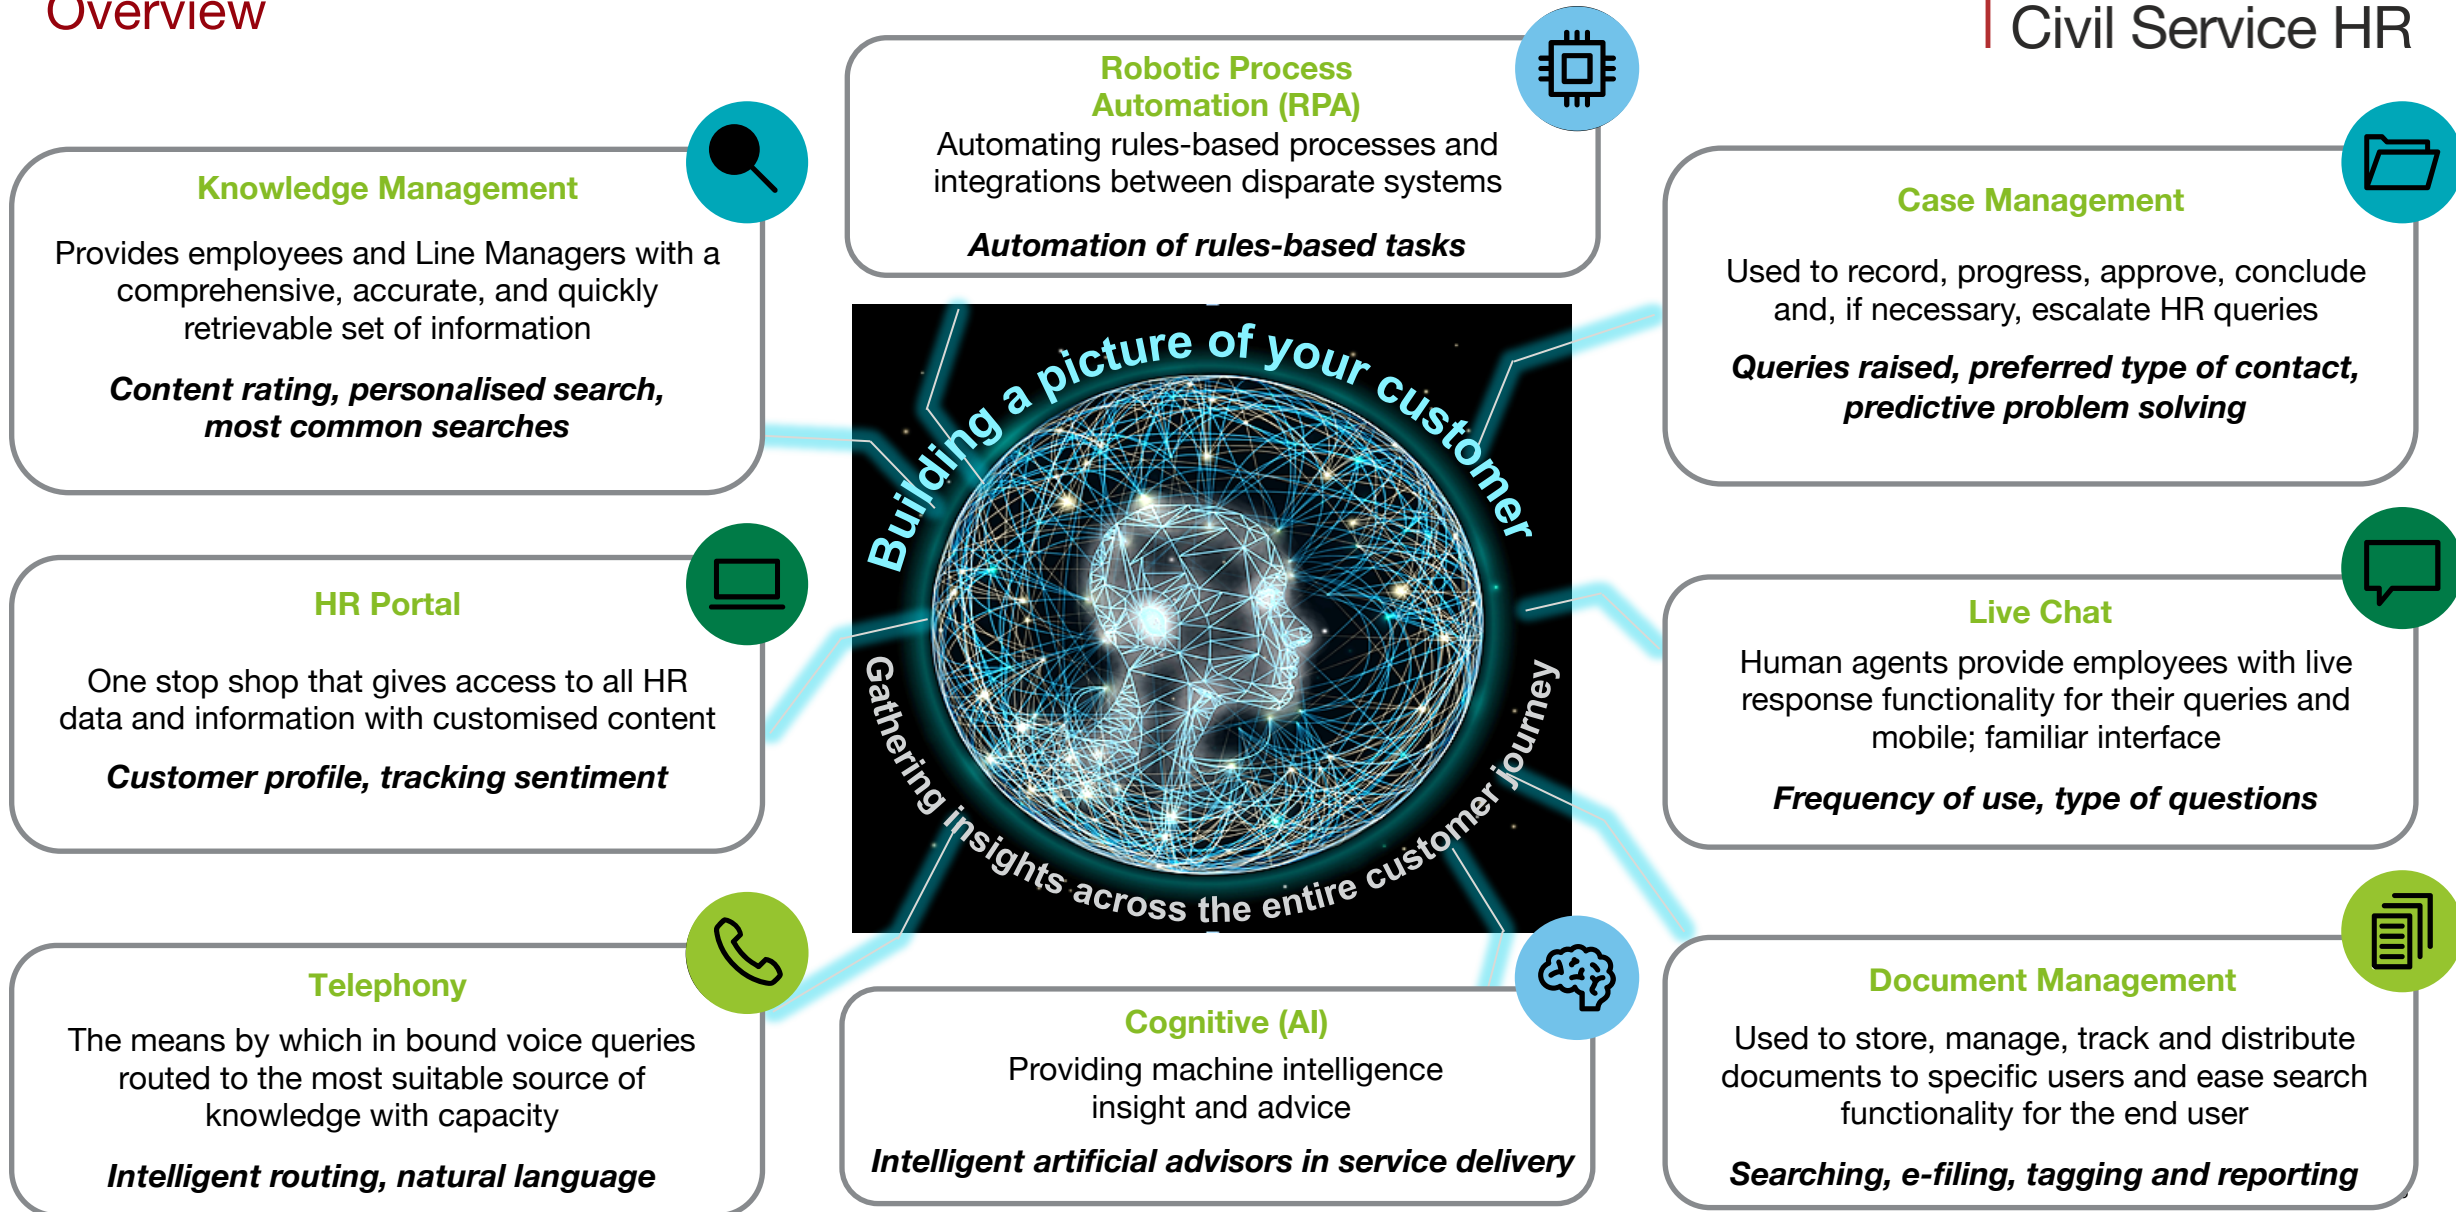 Overview
Civil Service HR
Robotic Process
Automation (RPA)
Automating rules-based processes and
integrations between disparate systems
Automation of rules-based tasks
Knowledge Management
Provides employees and Line Managers with a
comprehensive, accurate, and quickly
retrievable set of information
Content rating, personalised search,
most common searches
Case Management
Used to record, progress, approve, conclude
and, if necessary, escalate HR queries
Queries raised, preferred type of contact,
predictive problem solving
Building a picture of your customer
Gathering insights across the entire customer journey
HR Portal
One stop shop that gives access to all HR
data and information with customised content
Customer profile, tracking sentiment
Live Chat
Human agents provide employees with live
response functionality for their queries and
mobile; familiar interface
Frequency of use, type of questions
Telephony
The means by which in bound voice queries
routed to the most suitable source of
knowledge with capacity
Intelligent routing, natural language
Cognitive (AI)
Providing machine intelligence
insight and advice
Intelligent artificial advisors in service delivery
Document Management
Used to store, manage, track and distribute
documents to specific users and ease search
functionality for the end user
Searching, e-filing, tagging and reporting